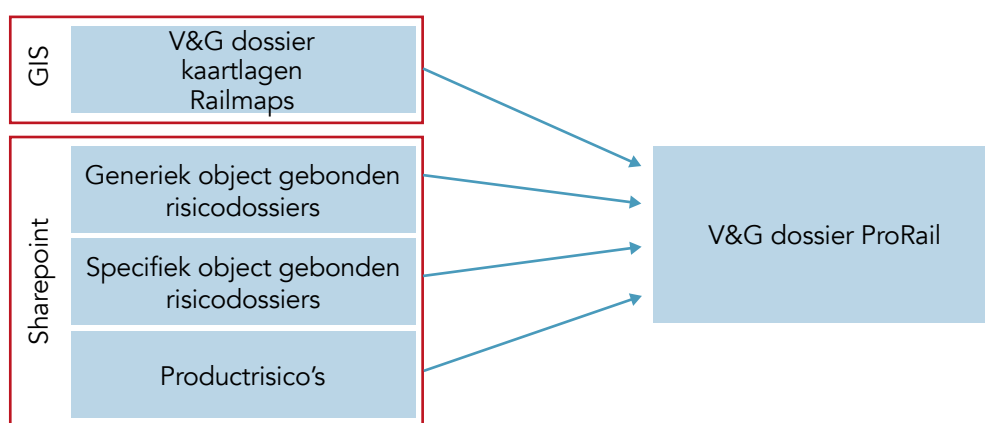 GIS
V&G dossier
kaartlagen
Railmaps
Sharepoint
Generiek object gebonden
risicodossiers
Specifiek object gebonden
risicodossiers
Productrisico’s
V&G dossier ProRail